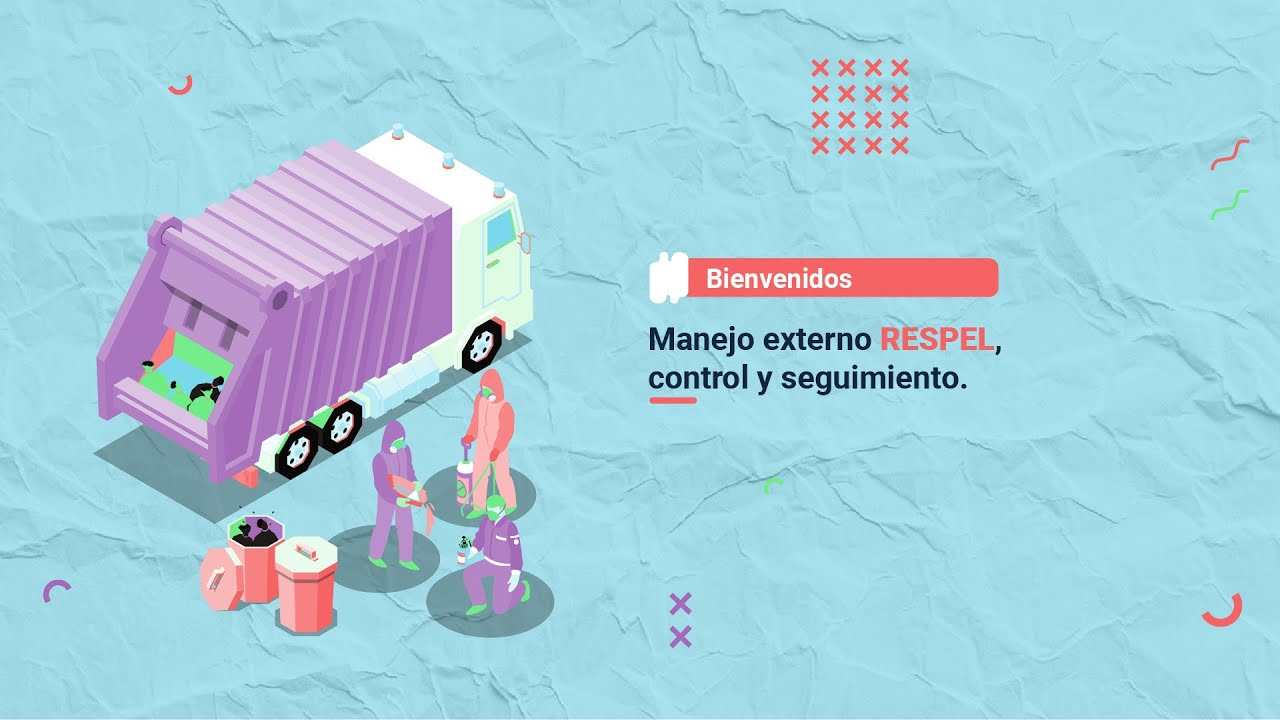 Bienvenidos
Manejo externo RESPEL,
control y seguimiento.